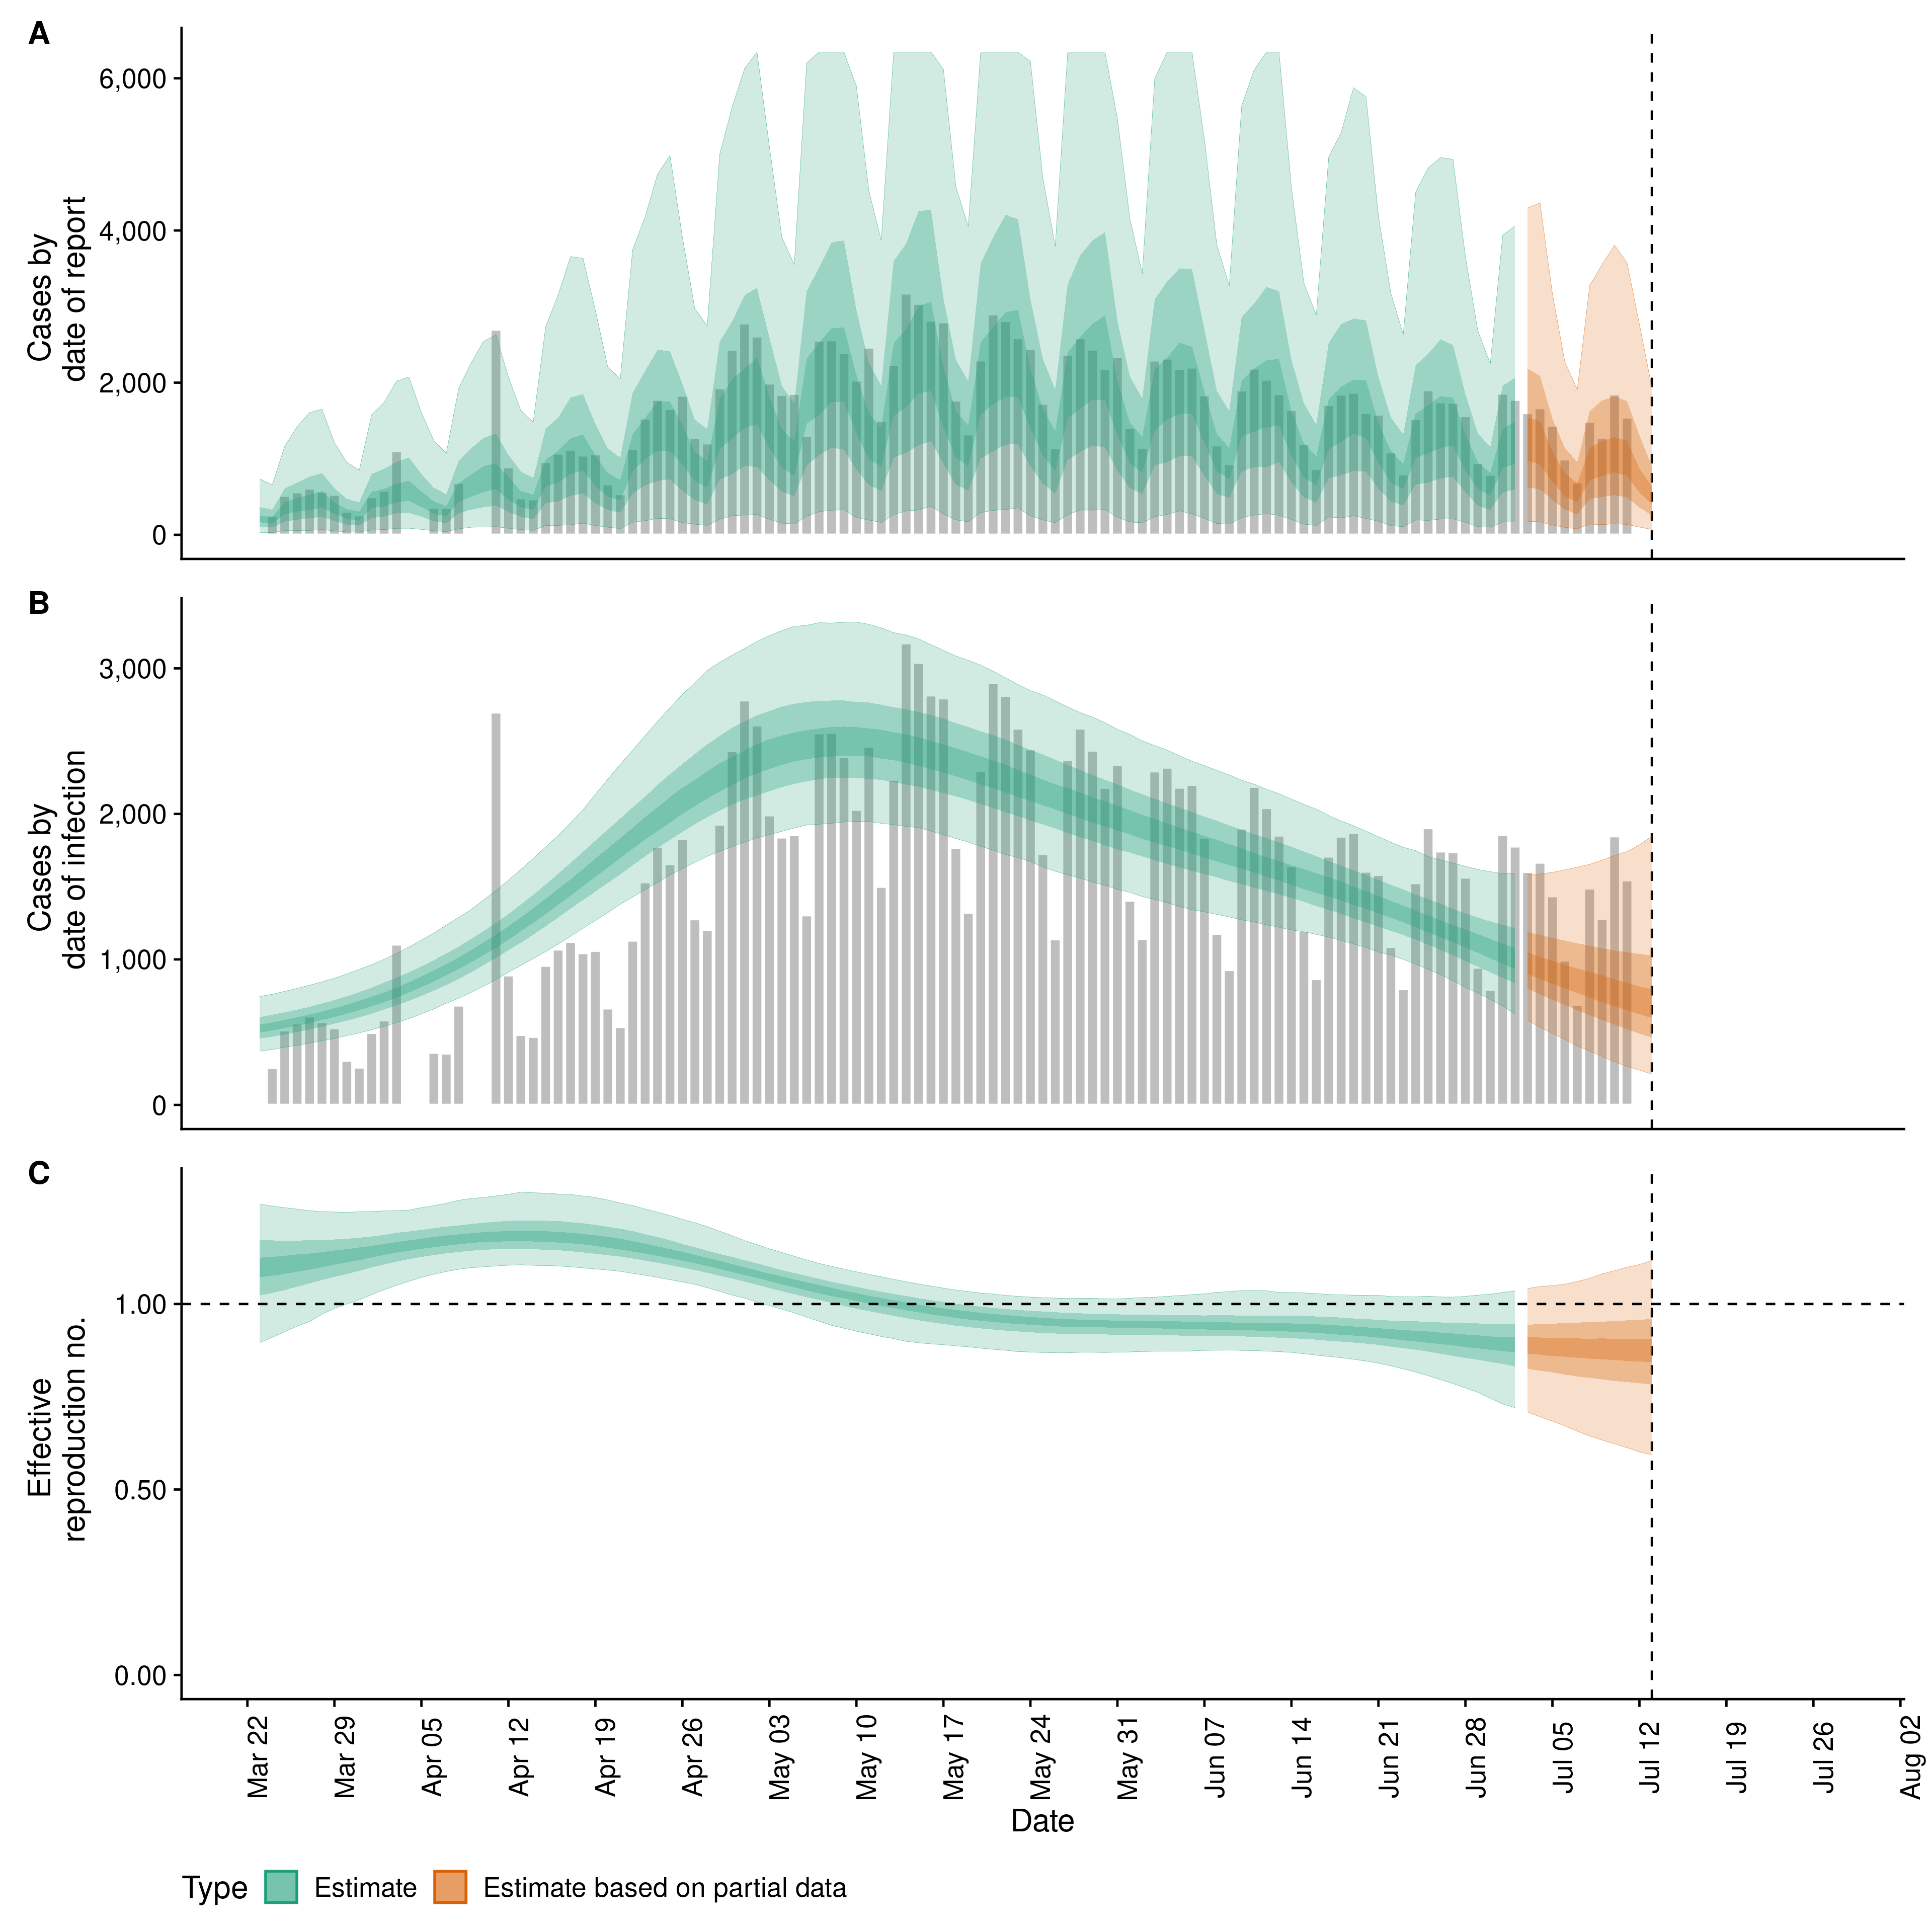 A
Cases by
date of report
6,000
4,000
2,000
0
B
Cases by
date of infection
3,000
2,000
1,000
0
C
Effective
reproduction no.
1.00
0.50
0.00
Mar 22
Mar 29
Apr 05
Apr 12
Apr 19
Apr 26
May 03
May 10
May 17
May 24
May 31
Jun 07
Jun 14
Jun 21
Jun 28
Jul 05
Jul 12
Jul 19
Jul 26
Aug 02
Date
Type Estimate Estimate based on partial data